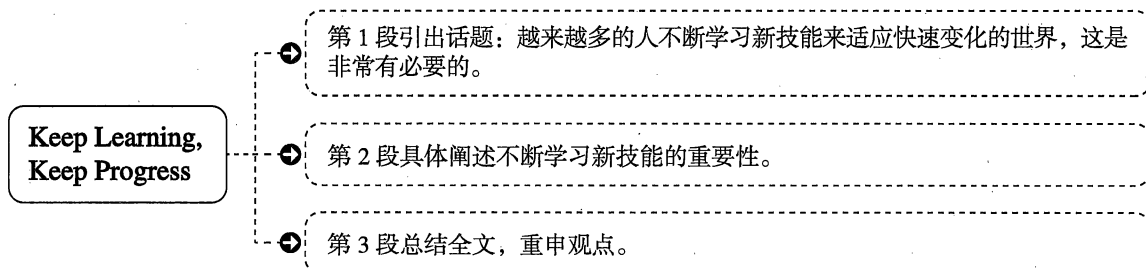 Keep Learning,
Keep Progress
第1段引出话题：越来越多的人不断学习新技能来适应快速变化的世界，这是
非常有必要的。
第2段具体阐述不断学习新技能的重要性。
第3段总结全文，重申观点。